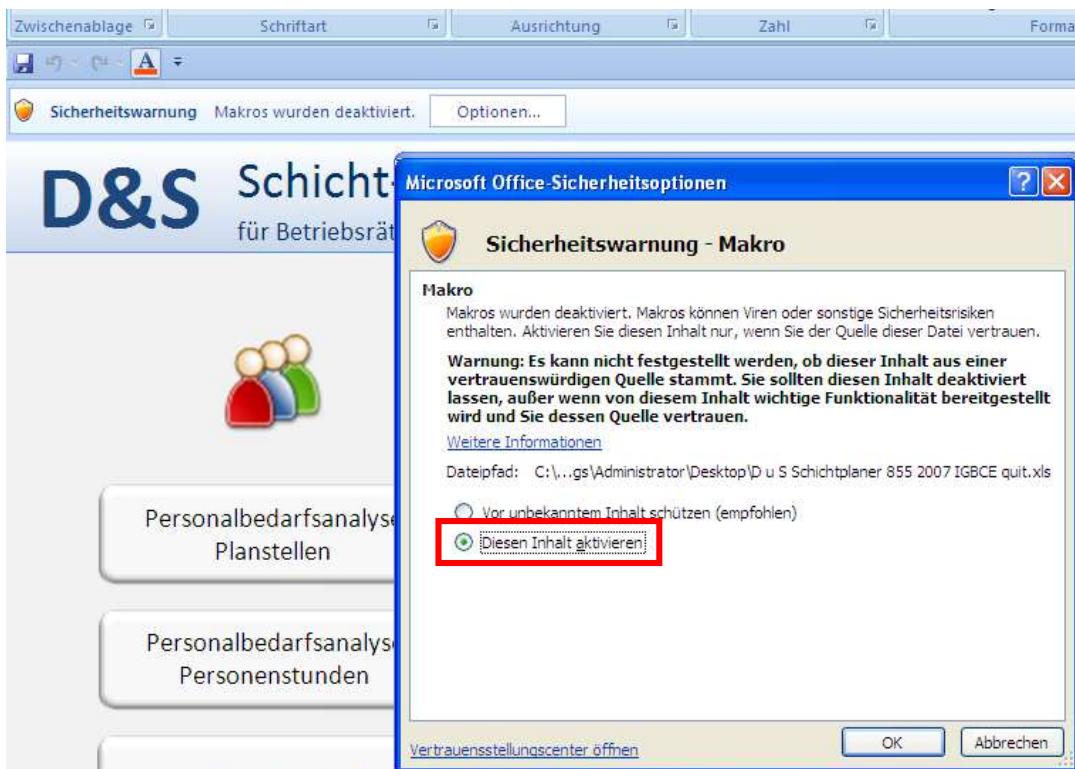 Zwischenablage Schriftart Ausrichtung Zahl Forma
A
Sicherheitswarnung Makros wurden deaktiviert. Optionen...
D&S Schicht-
für Betriebsrät
Personalbedarfsanalyse
Planstellen
Personalbedarfsanalyse
Personenstunden
Microsoft Office-Sicherheitsoptionen
Sicherheitswarnung - Makro
Makro
Makros wurden deaktiviert. Makros können Viren oder sonstige Sicherheitsrisiken
enthalten. Aktivieren Sie diesen Inhalt nur, wenn Sie der Quelle dieser Datei vertrauen.
Warnung: Es kann nicht festgestellt werden, ob dieser Inhalt aus einer
vertrauenswürdigen Quelle stammt. Sie sollten diesen Inhalt deaktiviert
lassen, außer wenn von diesem Inhalt wichtige Funktionalität bereitgestellt
wird und Sie dessen Quelle vertrauen.
Weitere Informationen
Dateipfad: C:\...gs\Administrator\Desktop\D u S Schichtplaner 855 2007 IGBCE quit.xls
Vor unbekanntem Inhalt schützen (empfohlen)
Diesen Inhalt aktivieren
Vertrauensstellungscenter öffnen
OK Abbrechen